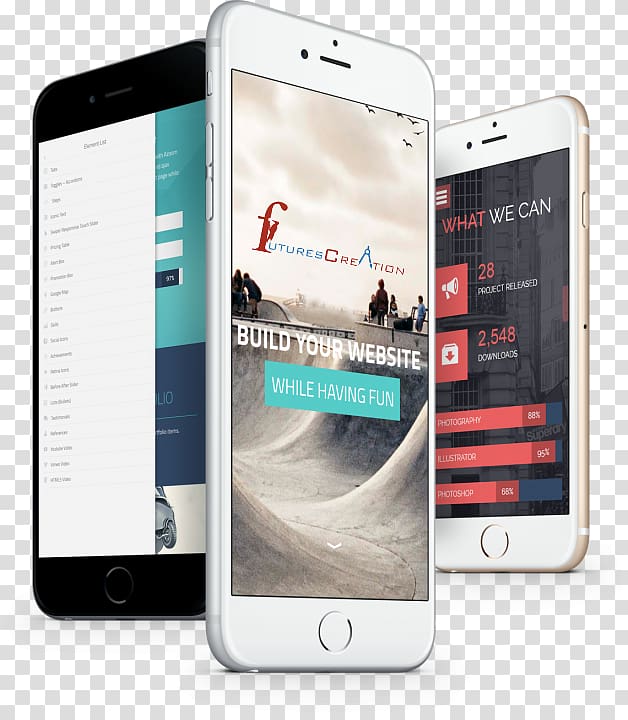 Element List
Tabs
Toggles – Accordions
Steps
Iconic Text
Swiper Responsive Touch Slider
Pricing Table
Alert Box
Promotion Box
Google Map
Buttons
Skills
Social Icons
Achievements
Retina Icons
Before After Slider
Lists (Bullets)
Testimonials
References
Youtube Video
Vimeo Video
HTML5 Video
97%
OLIO
tfolio items.
FuturesCreAtion
BUILD YOUR WEBSITE
WHILE HAVING FUN
WHAT WE CAN
28
PROJECT RELEASED
2,548
DOWNLOADS
PHOTOGRAPHY 88%
Superdry
ILLUSTRATOR 95%
PHOTOSHOP 68%